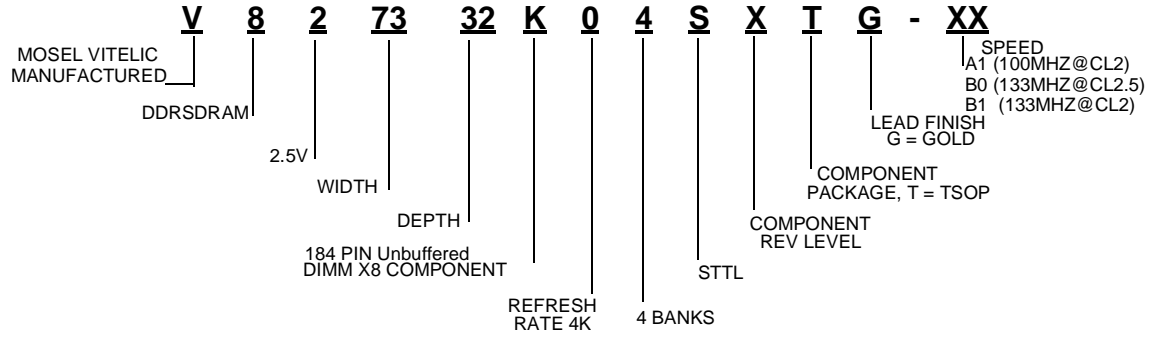 V 8 2 73 32 K 0 4 S X T G - XX
MOSEL VITELIC
MANUFACTURED
SPEED
A1 (100MHZ@CL2)
B0 (133MHZ@CL2.5)
B1 (133MHZ@CL2)
DDRSDRAM
LEAD FINISH
G = GOLD
2.5V
COMPONENT
PACKAGE, T = TSOP
WIDTH
DEPTH
COMPONENT
REV LEVEL
184 PIN Unbuffered
DIMM X8 COMPONENT
STTL
REFRESH
RATE 4K
4 BANKS